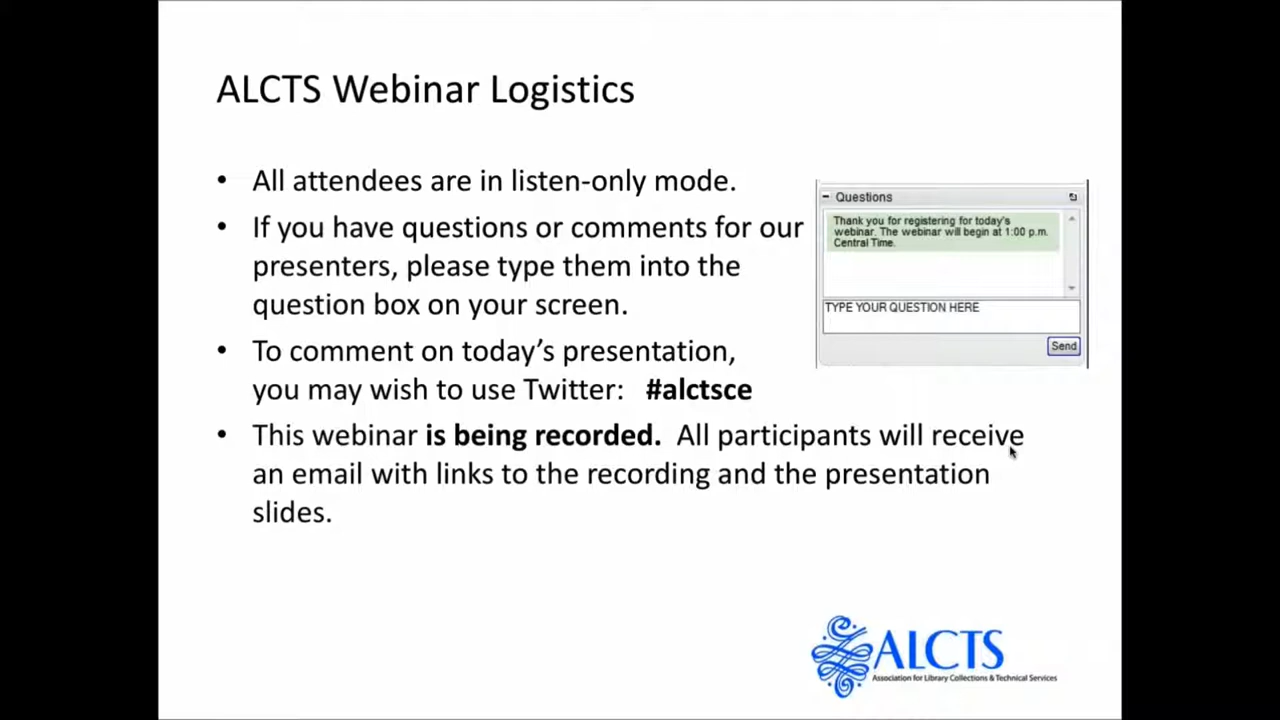 ALCTS Webinar Logistics
• All attendees are in listen-only mode.
• If you have questions or comments for our
presenters, please type them into the
question box on your screen.
• To comment on today's presentation,
you may wish to use Twitter: #alctsce
• This webinar is being recorded. All participants will receive
an email with links to the recording and the presentation
slides.
Questions
Thank you for registering for today's
webinar. The webinar will begin at 1:00 p.m.
Central Time.
TYPE YOUR QUESTION HERE
Send
ALCTS
Association for Library Collections & Technical Services